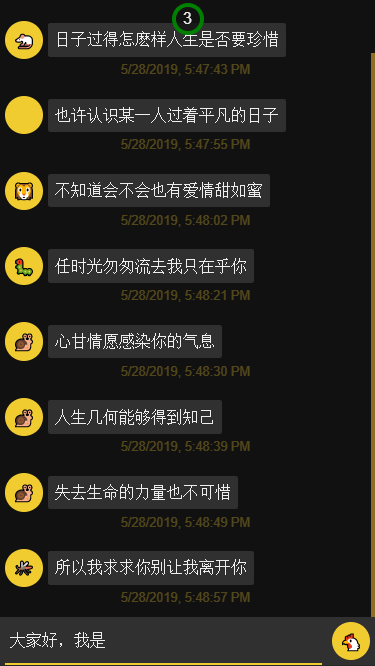 3
日子过得怎麽样人生是否要珍惜
5/28/2019, 5:47:43 PM
也许认识某一人过着平凡的日子
5/28/2019, 5:47:55 PM
不知道会不会也有爱情甜如蜜
5/28/2019, 5:48:02 PM
任时光匆匆流去我只在乎你
5/28/2019, 5:48:21 PM
心甘情愿感染你的气息
5/28/2019, 5:48:30 PM
人生几何能够得到知己
5/28/2019, 5:48:39 PM
失去生命的力量也不可惜
5/28/2019, 5:48:49 PM
所以我求求你别让我离开你
5/28/2019, 5:48:57 PM
大家好，我是